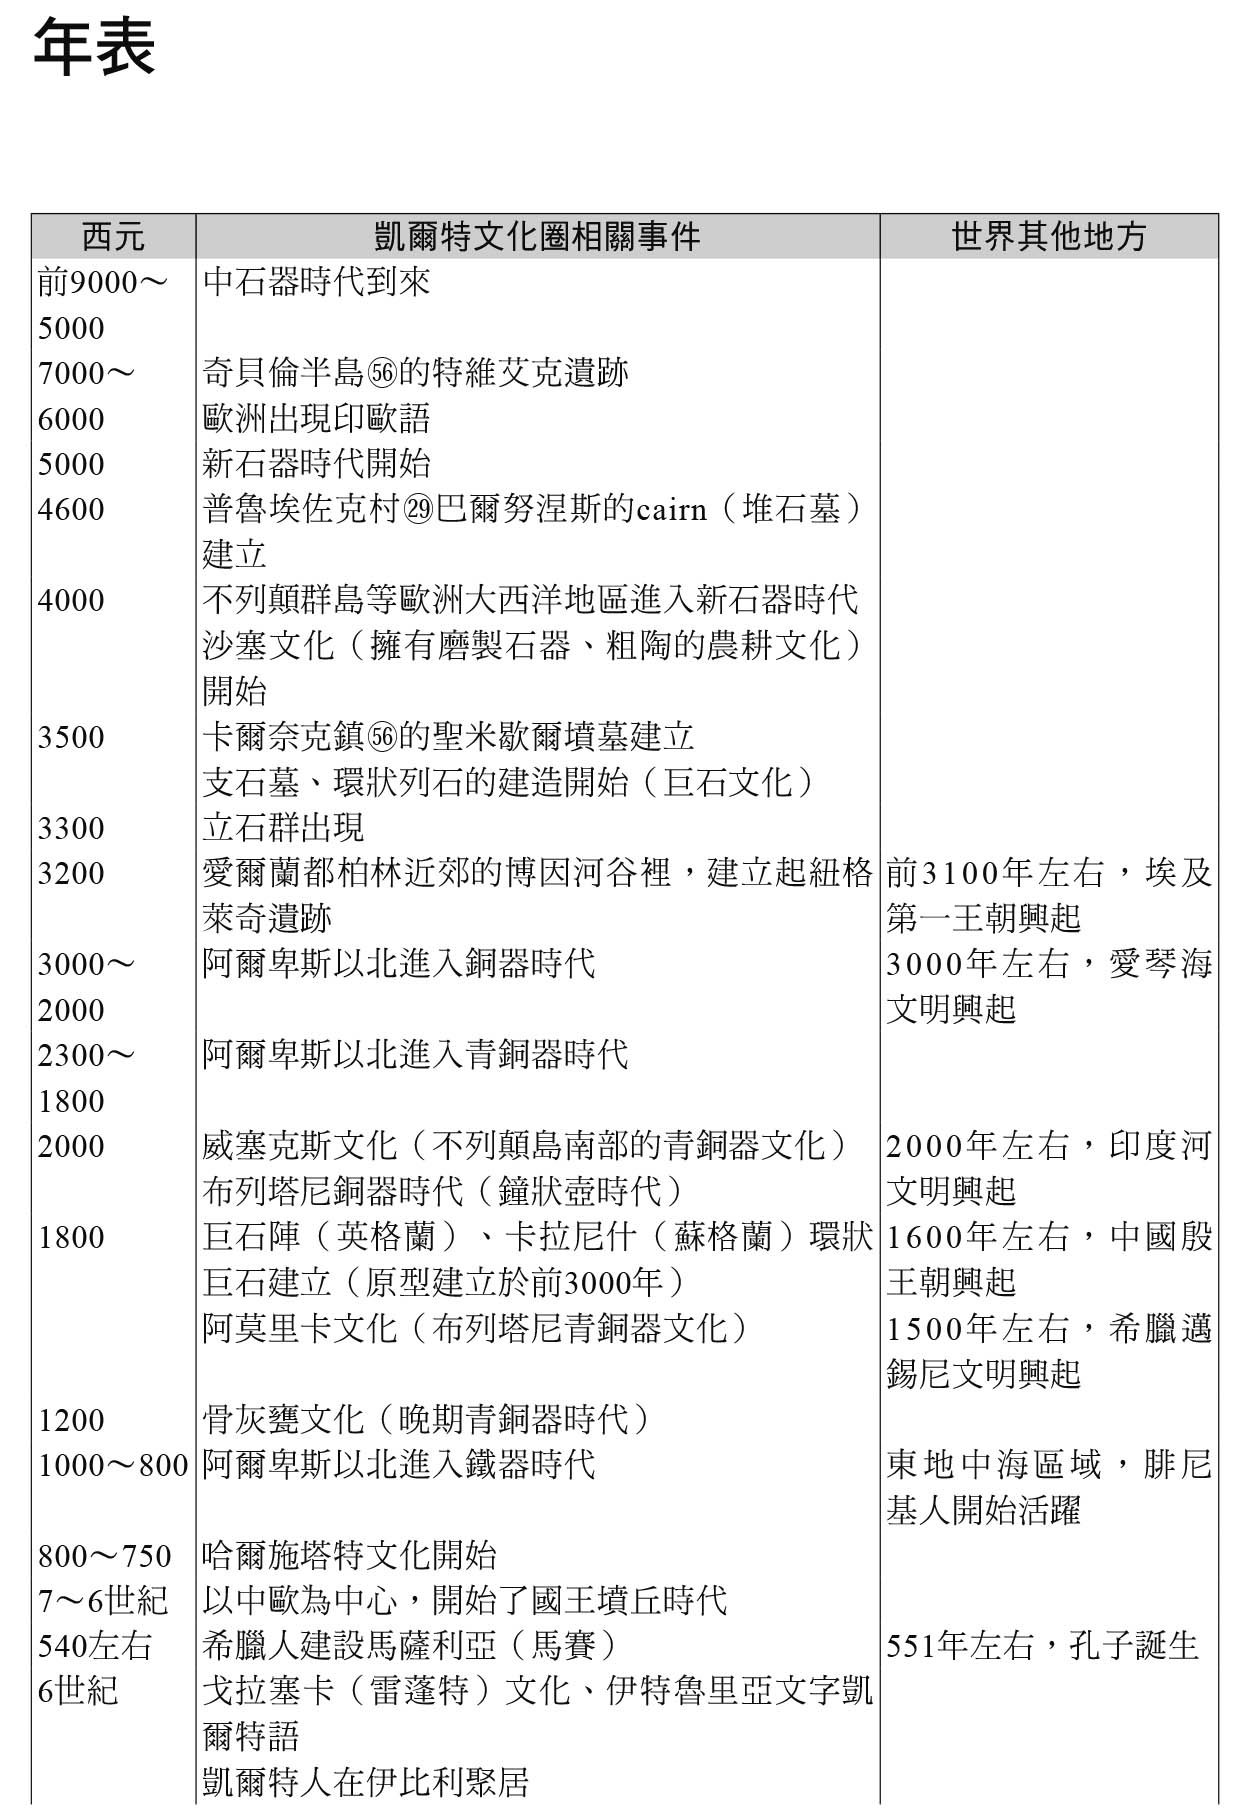 年表
西元 凱爾特文化圈相關事件 世界其他地方
前9000～ 中石器時代到來
5000
7000～ 奇貝倫半島㊺的特維艾克遺跡
6000 歐洲出現印歐語
5000 新石器時代開始
4600 普魯埃佐克村㉙巴爾努涅斯的cairn（堆石墓）
建立
4000 不列顛群島等歐洲大西洋地區進入新石器時代
沙塞文化（擁有磨製石器、粗陶的農耕文化）
開始
3500 卡爾奈克鎮56的聖米歇爾墳墓建立
支石墓、環狀列石的建造開始（巨石文化）
3300 立石群出現
3200 愛爾蘭都柏林近郊的博因河谷裡，建立起紐格 前3100年左右，埃及
萊奇遺跡 第一王朝興起
3000～ 阿爾卑斯以北進入銅器時代 3000年左右，愛琴海
2000 文明興起
2300～ 阿爾卑斯以北進入青銅器時代
1800
2000 威塞克斯文化（不列顛島南部的青銅器文化） 2000年左右，印度河
布列塔尼銅器時代（鐘狀壺時代） 文明興起
1800 巨石陣（英格蘭）、卡拉尼什（蘇格蘭）環狀 1600年左右，中國殷
巨石建立（原型建立於前3000年） 王朝興起
阿莫里卡文化（布列塔尼青銅器文化） 1500年左右，希臘邁
錫尼文明興起
1200 骨灰甕文化（晚期青銅器時代）
1000～800 阿爾卑斯以北進入鐵器時代 東地中海區域，腓尼
基人開始活躍
800～750 哈爾施塔特文化開始
7～6世紀 以中歐為中心，開始了國王墳丘時代
540左右 希臘人建設馬薩利亞（馬賽） 551年左右，孔子誕生
6世紀 戈拉塞卡（雷蓬特）文化、伊特魯里亞文字凱
爾特語
凱爾特人在伊比利聚居